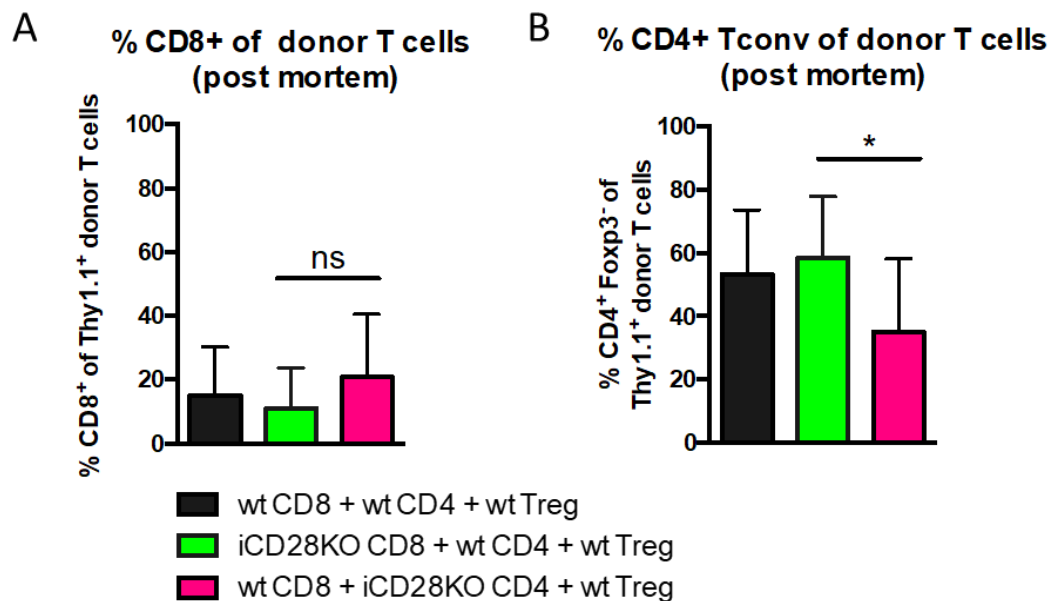 A
% CD8+ of donor T cells
(post mortem)
% CD8⁺ of Thy1.1⁺ donor T cells
100
80
60
40
20
0
ns
B
% CD4+ Tconv of donor T cells
(post mortem)
% CD4⁺ Foxp3⁻ of
Thy1.1⁺ donor T cells
100
80
60
40
20
0
*
wt CD8 + wt CD4 + wt Treg
iCD28KO CD8 + wt CD4 + wt Treg
wt CD8 + iCD28KO CD4 + wt Treg